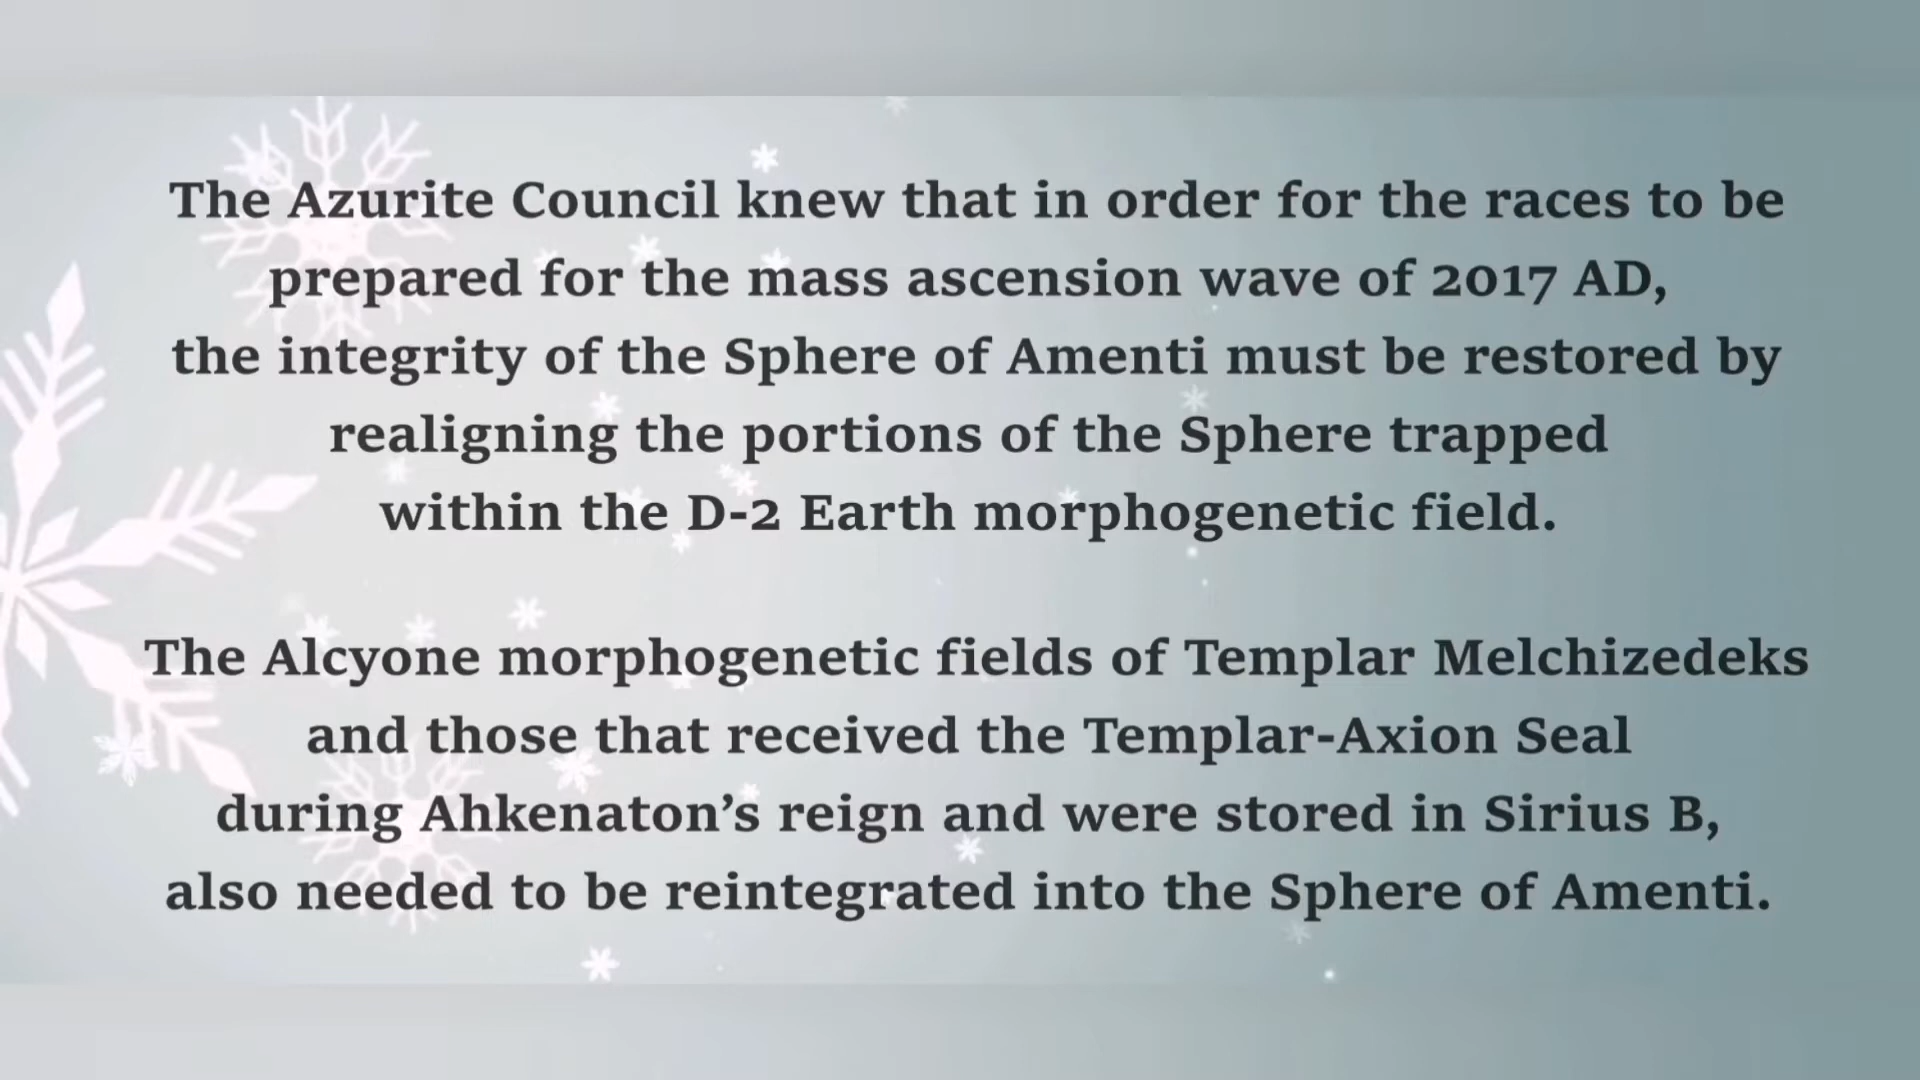 The Azurite Council knew that in order for the races to be
prepared for the mass ascension wave of 2017 AD,
the integrity of the Sphere of Amenti must be restored by
realigning the portions of the Sphere trapped
within the D-2 Earth morphogenetic field.
The Alcyone morphogenetic fields of Templar Melchizedeks
and those that received the Templar-Axion Seal
during Ahkenaton’s reign and were stored in Sirius B,
also needed to be reintegrated into the Sphere of Amenti.